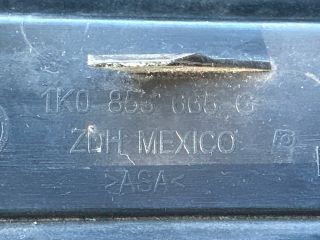 1K0 853 666 G
ZDH MEXICO
>ASA<